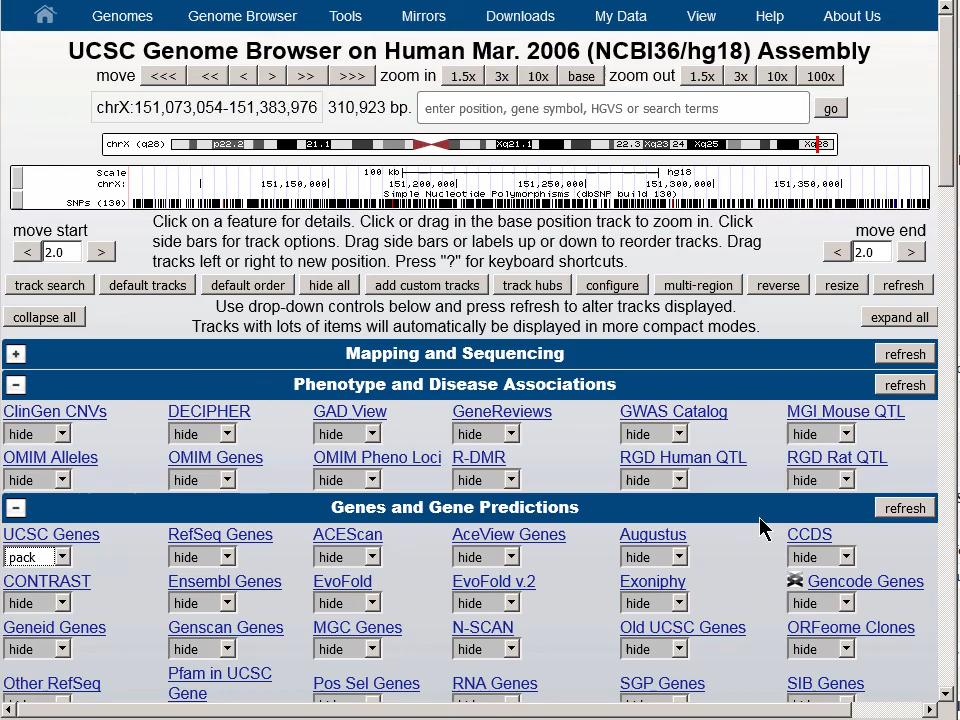 Genomes Genome Browser Tools Mirrors Downloads My Data View Help About Us
UCSC Genome Browser on Human Mar. 2006 (NCBI36/hg18) Assembly
move <<< << < > >> >>> zoom in 1.5x 3x 10x base zoom out 1.5x 3x 10x 100x
chrX:151,073,054-151,383,976 310,923 bp. enter position, gene symbol, HGVS or search terms go
chrX (q28) p22.2 21.1 Xq21.1 22.3 Xq23 24 Xq25 Xq28
Scale 100 kb hg18
chrX: 151,150,000 151,200,000 151,250,000 151,300,000 151,350,000
Simple Nucleotide Polymorphisms (dbSNP build 130)
SNPs (130)
move start Click on a feature for details. Click or drag in the base position track to zoom in. Click move end
< 2.0 > side bars for track options. Drag side bars or labels up or down to reorder tracks. Drag < 2.0 >
tracks left or right to new position. Press "?" for keyboard shortcuts.
track search default tracks default order hide all add custom tracks track hubs configure multi-region reverse resize refresh
collapse all Use drop-down controls below and press refresh to alter tracks displayed. expand all
Tracks with lots of items will automatically be displayed in more compact modes.
+ Mapping and Sequencing refresh
- Phenotype and Disease Associations refresh
ClinGen CNVs DECIPHER GAD View GeneReviews GWAS Catalog MGI Mouse QTL
hide hide hide hide hide hide
OMIM Alleles OMIM Genes OMIM Pheno Loci R-DMR RGD Human QTL RGD Rat QTL
hide hide hide hide hide hide
- Genes and Gene Predictions refresh
UCSC Genes RefSeq Genes ACEScan AceView Genes Augustus CCDS
pack hide hide hide hide hide
CONTRAST Ensembl Genes EvoFold EvoFold v.2 Exoniphy Gencode Genes
hide hide hide hide hide hide
Geneid Genes Genscan Genes MGC Genes N-SCAN Old UCSC Genes ORFeome Clones
hide hide hide hide hide hide
Other RefSeq Pfam in UCSC Gene Pos Sel Genes RNA Genes SGP Genes SIB Genes